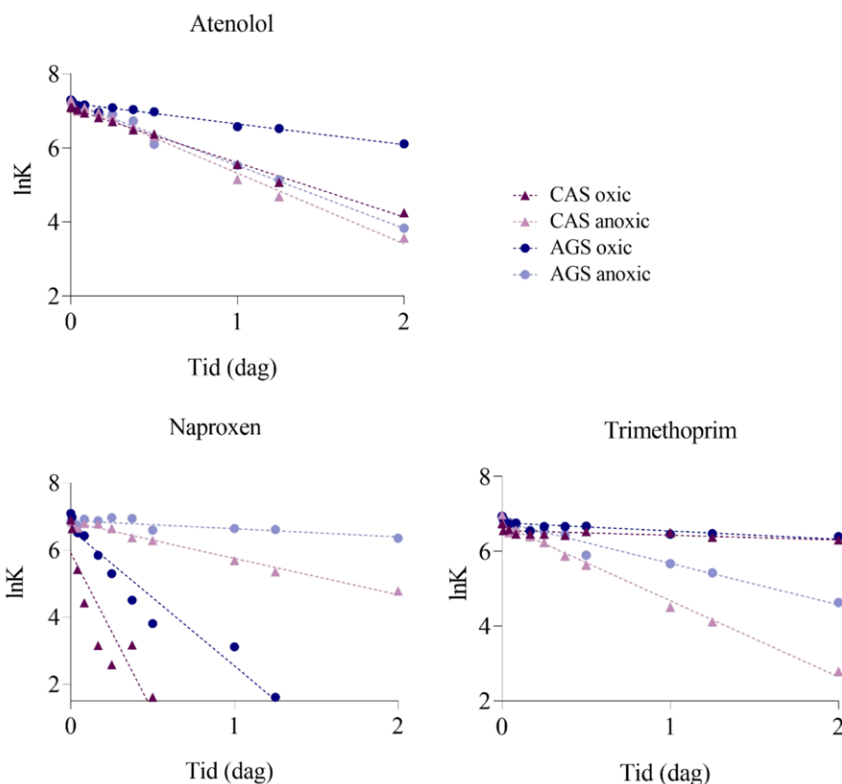 Atenolol
8
6
lnK
4
2
0
1
2
Tid (dag)
CAS oxic
CAS anoxic
AGS oxic
AGS anoxic
Naproxen
8
6
lnK
4
2
0
1
2
Tid (dag)
Trimethoprim
8
6
lnK
4
2
0
1
2
Tid (dag)